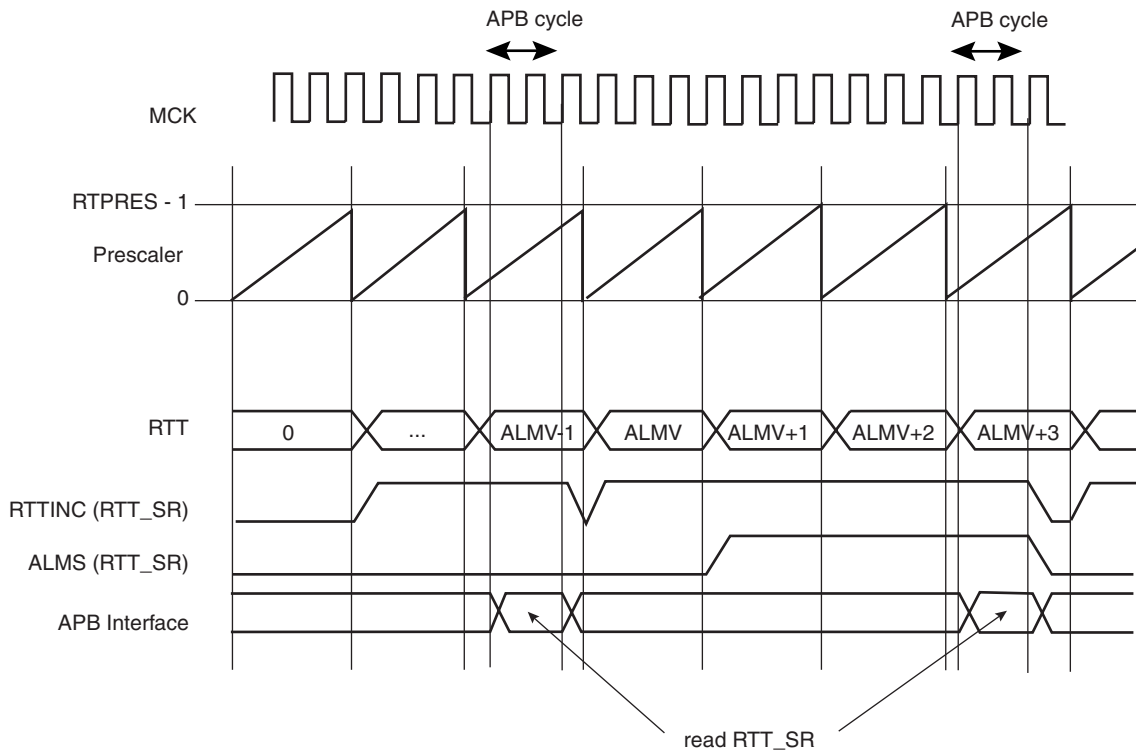 APB cycle APB cycle
MCK
RTPRES - 1
Prescaler
0
RTT 0 ... ALMV-1 ALMV ALMV+1 ALMV+2 ALMV+3
RTTINC (RTT_SR)
ALMS (RTT_SR)
APB Interface
read RTT_SR